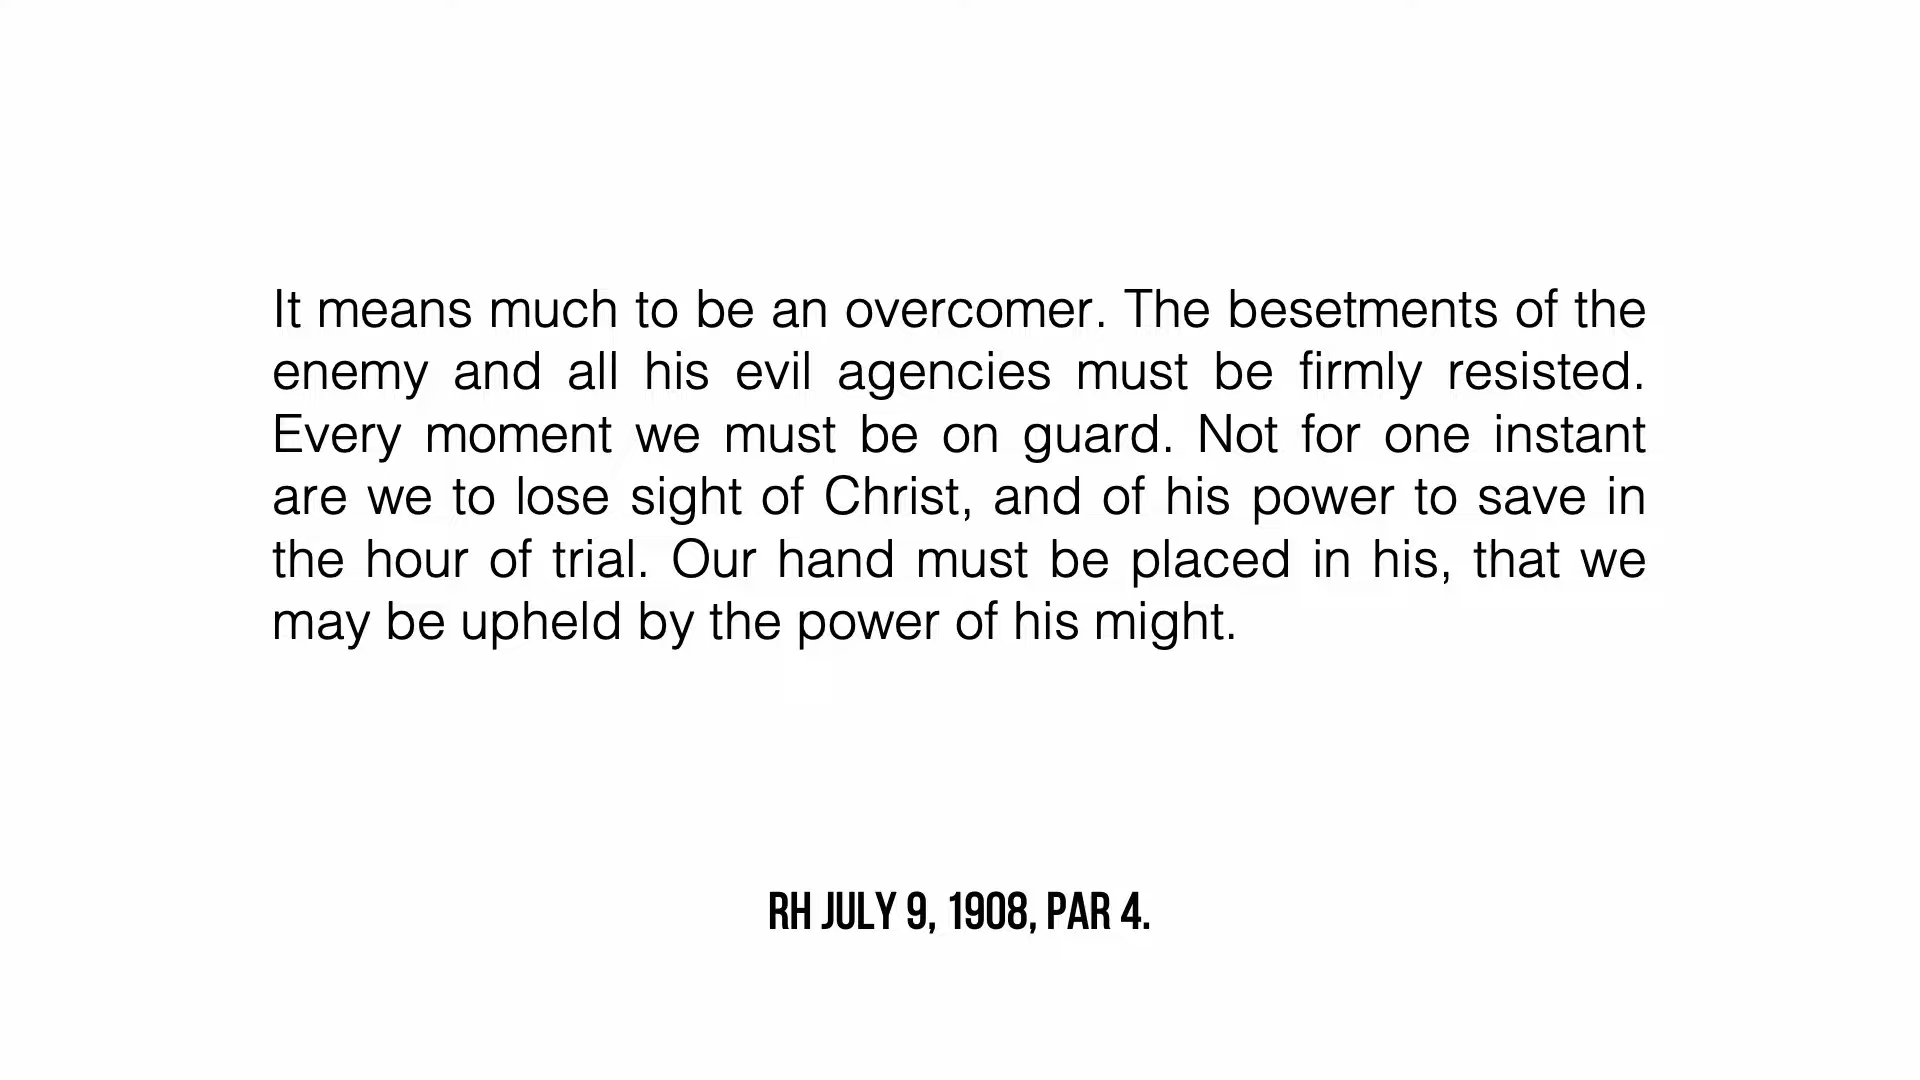 It means much to be an overcomer. The besetments of the
enemy and all his evil agencies must be firmly resisted.
Every moment we must be on guard. Not for one instant
are we to lose sight of Christ, and of his power to save in
the hour of trial. Our hand must be placed in his, that we
may be upheld by the power of his might.
RH JULY 9, 1908, PAR 4.